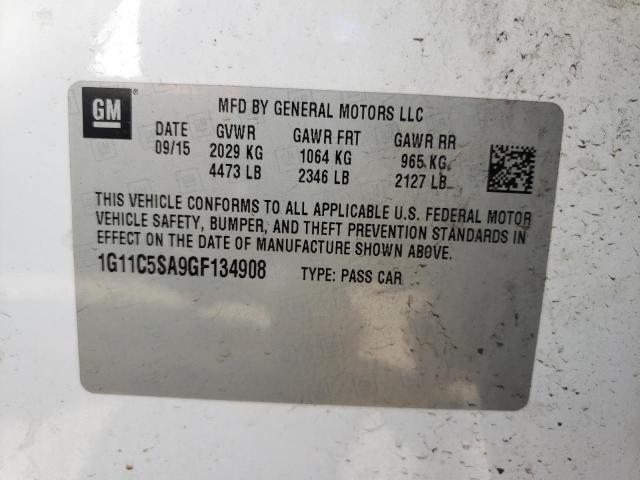 GM ®
MFD BY GENERAL MOTORS LLC
DATE GVWR GAWR FRT GAWR RR
09/15 2029 KG 1064 KG 965 KG
4473 LB 2346 LB 2127 LB
THIS VEHICLE CONFORMS TO ALL APPLICABLE U.S. FEDERAL MOTOR
VEHICLE SAFETY, BUMPER, AND THEFT PREVENTION STANDARDS IN
EFFECT ON THE DATE OF MANUFACTURE SHOWN ABOVE.
1G11C5SA9GF134908 TYPE: PASS CAR